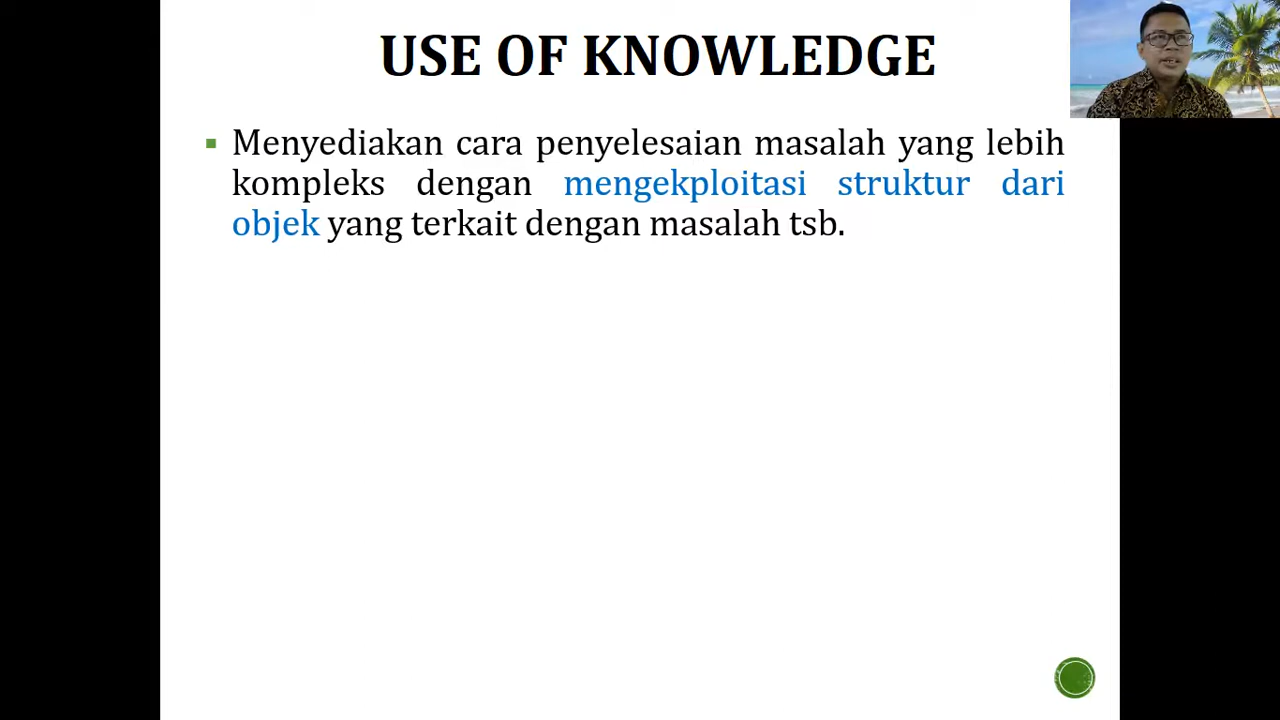 USE OF KNOWLEDGE
Menyediakan cara penyelesaian masalah yang lebih
kompleks dengan mengekploitasi struktur dari
objek yang terkait dengan masalah tsb.